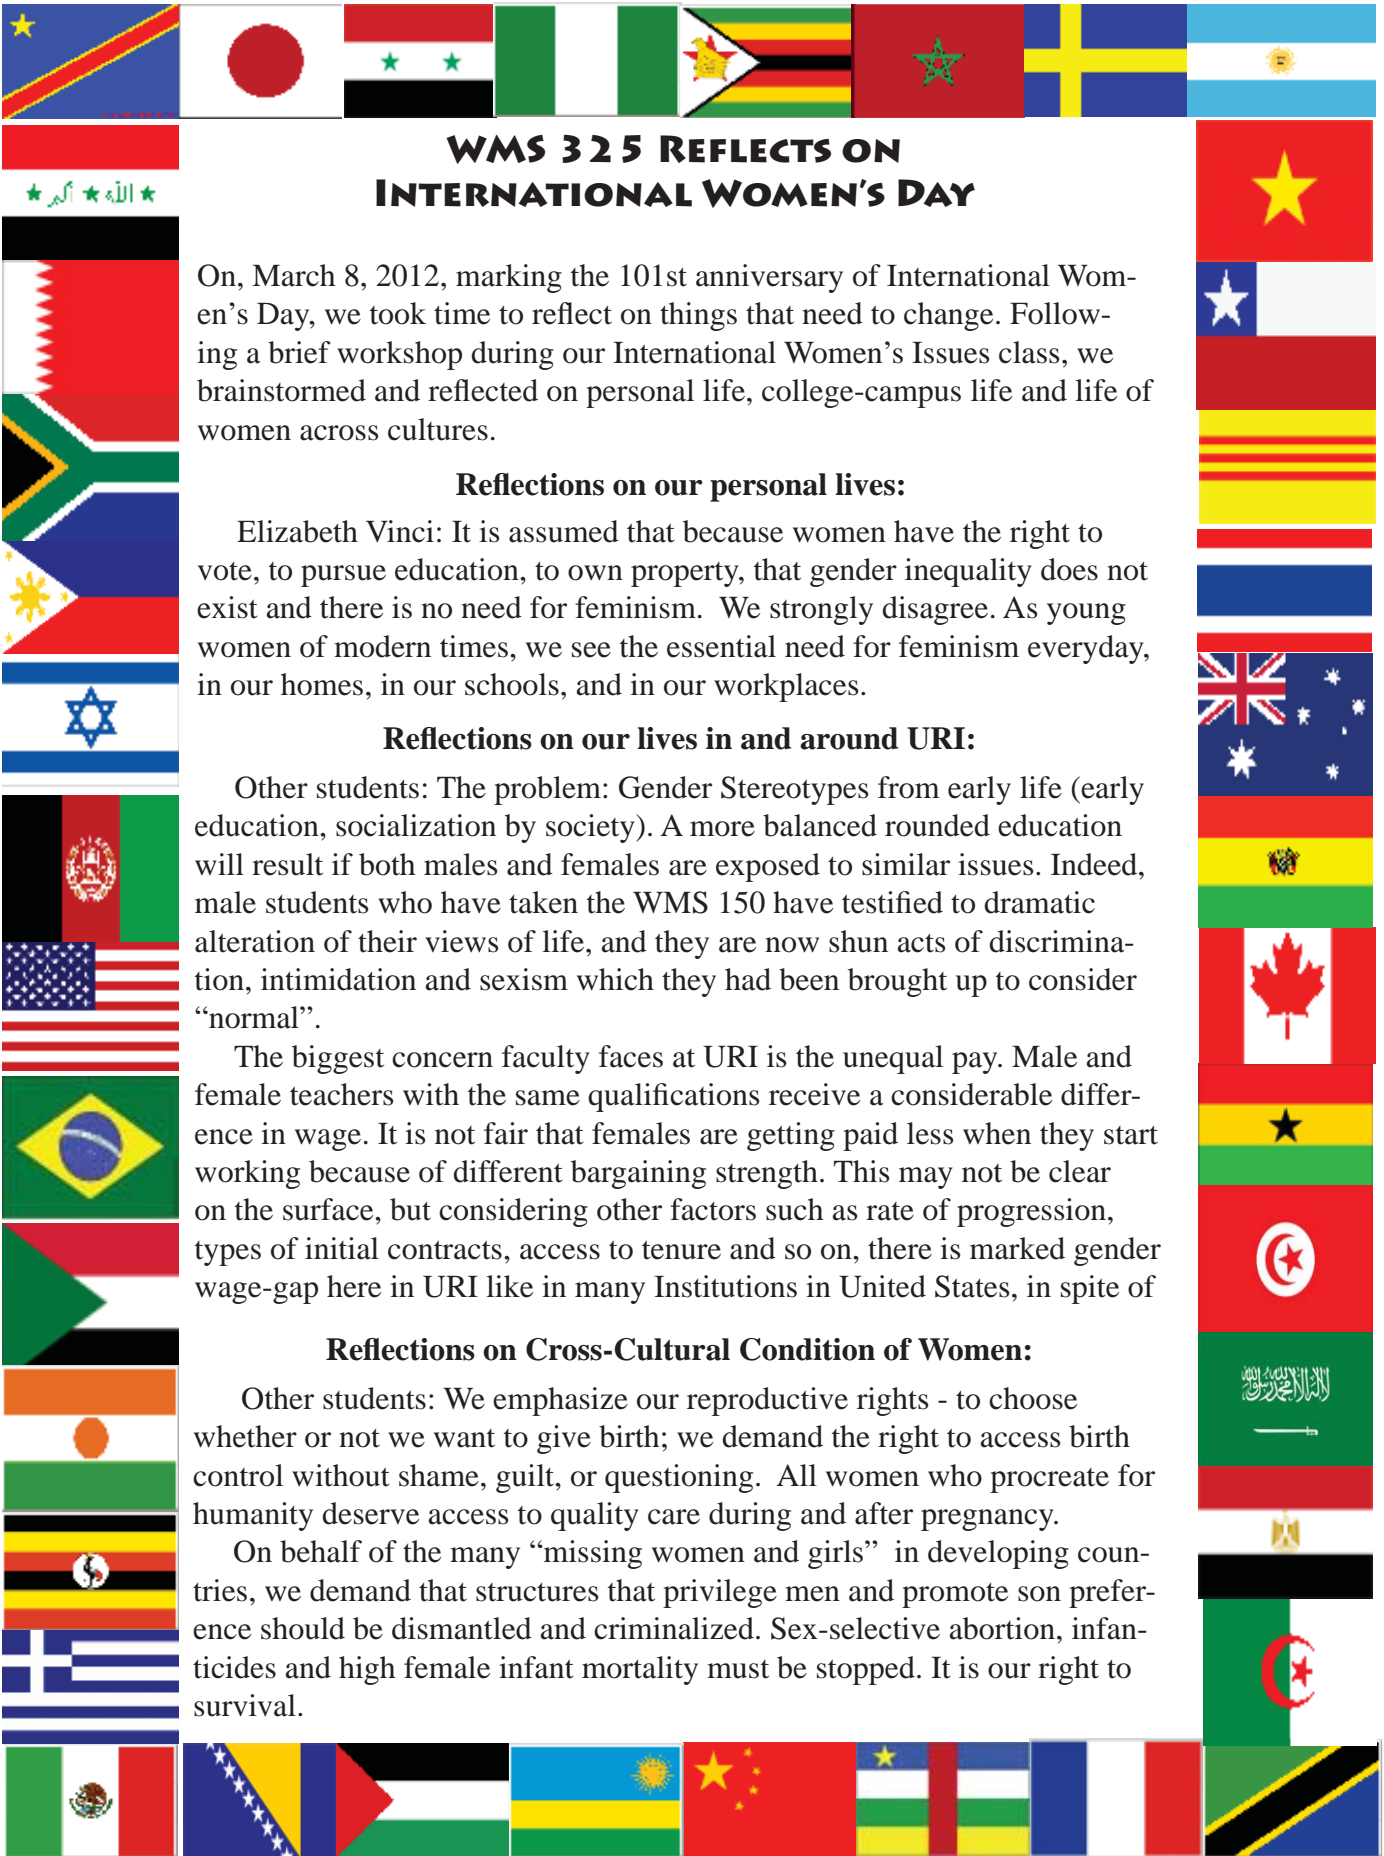 WMS 325 Reflects on
International Women’s Day
الله أكبر
On, March 8, 2012, marking the 101st anniversary of International Wom-
en’s Day, we took time to reflect on things that need to change. Follow-
ing a brief workshop during our International Women’s Issues class, we
brainstormed and reflected on personal life, college-campus life and life of
women across cultures.
Reflections on our personal lives:
Elizabeth Vinci: It is assumed that because women have the right to
vote, to pursue education, to own property, that gender inequality does not
exist and there is no need for feminism.  We strongly disagree. As young
women of modern times, we see the essential need for feminism everyday,
in our homes, in our schools, and in our workplaces.
Reflections on our lives in and around URI:
Other students: The problem: Gender Stereotypes from early life (early
education, socialization by society). A more balanced rounded education
will result if both males and females are exposed to similar issues. Indeed,
male students who have taken the WMS 150 have testified to dramatic
alteration of their views of life, and they are now shun acts of discrimina-
tion, intimidation and sexism which they had been brought up to consider
“normal”.
The biggest concern faculty faces at URI is the unequal pay. Male and
female teachers with the same qualifications receive a considerable differ-
ence in wage. It is not fair that females are getting paid less when they start
working because of different bargaining strength. This may not be clear
on the surface, but considering other factors such as rate of progression,
types of initial contracts, access to tenure and so on, there is marked gender
wage-gap here in URI like in many Institutions in United States, in spite of
Reflections on Cross-Cultural Condition of Women:
Other students: We emphasize our reproductive rights - to choose
whether or not we want to give birth; we demand the right to access birth
control without shame, guilt, or questioning.  All women who procreate for
humanity deserve access to quality care during and after pregnancy.
On behalf of the many “missing women and girls”  in developing coun-
tries, we demand that structures that privilege men and promote son prefer-
ence should be dismantled and criminalized. Sex-selective abortion, infan-
ticides and high female infant mortality must be stopped. It is our right to
survival.